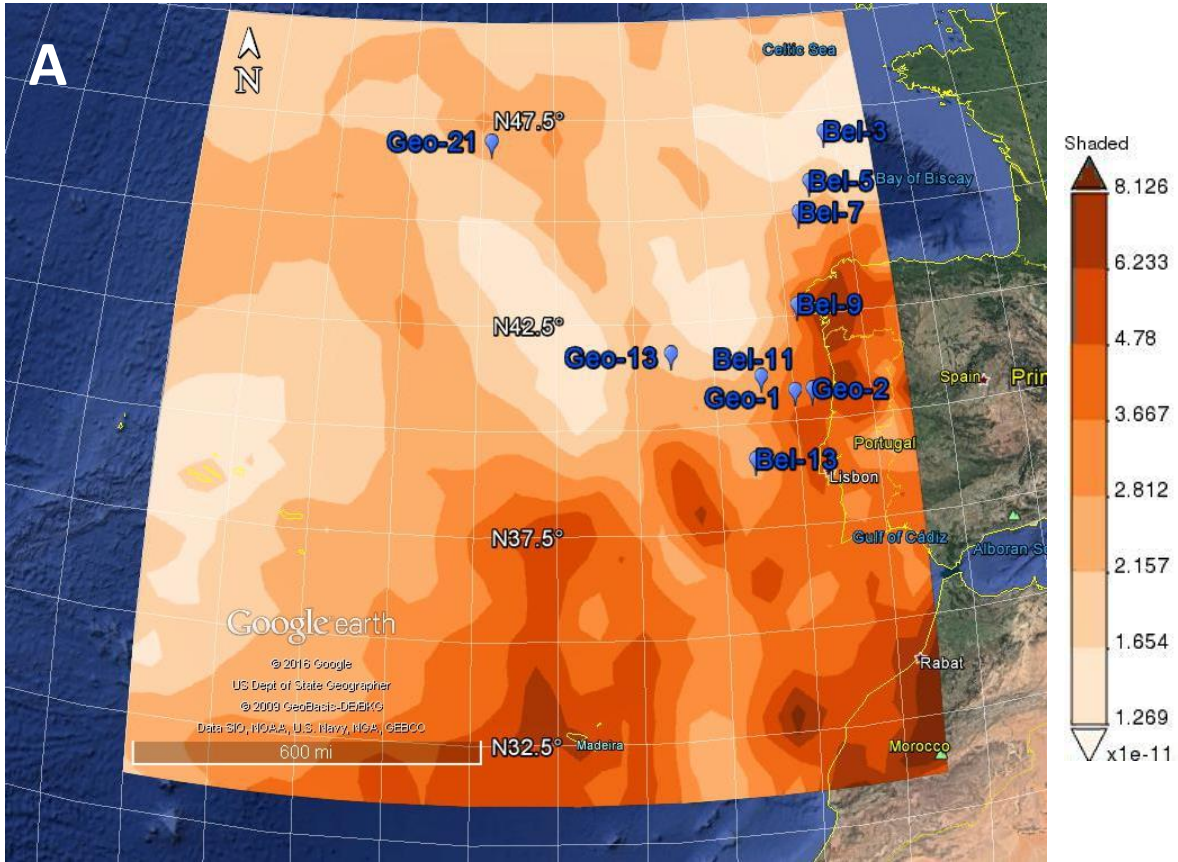 A
N
Celtic Sea
N47.5°
Geo-21
Bel-3
Bel-5
Bay of Biscay
Bel-7
Bel-9
N42.5°
Geo-13
Bel-11
Geo-1
Geo-2
Spain
Prin
Portugal
Bel-13
Lisbon
N37.5°
Gulf of Cádiz
Alboran S
Google earth
© 2016 Google
US Dept of State Geographer
© 2009 GeoBasis-DE/BKG
Data SIO, NOAA, U.S. Navy, NGA, GEBCO
600 mi
N32.5°
Madeira
Rabat
Morocco
Shaded
8.126
6.233
4.78
3.667
2.812
2.157
1.654
1.269
x1e-11